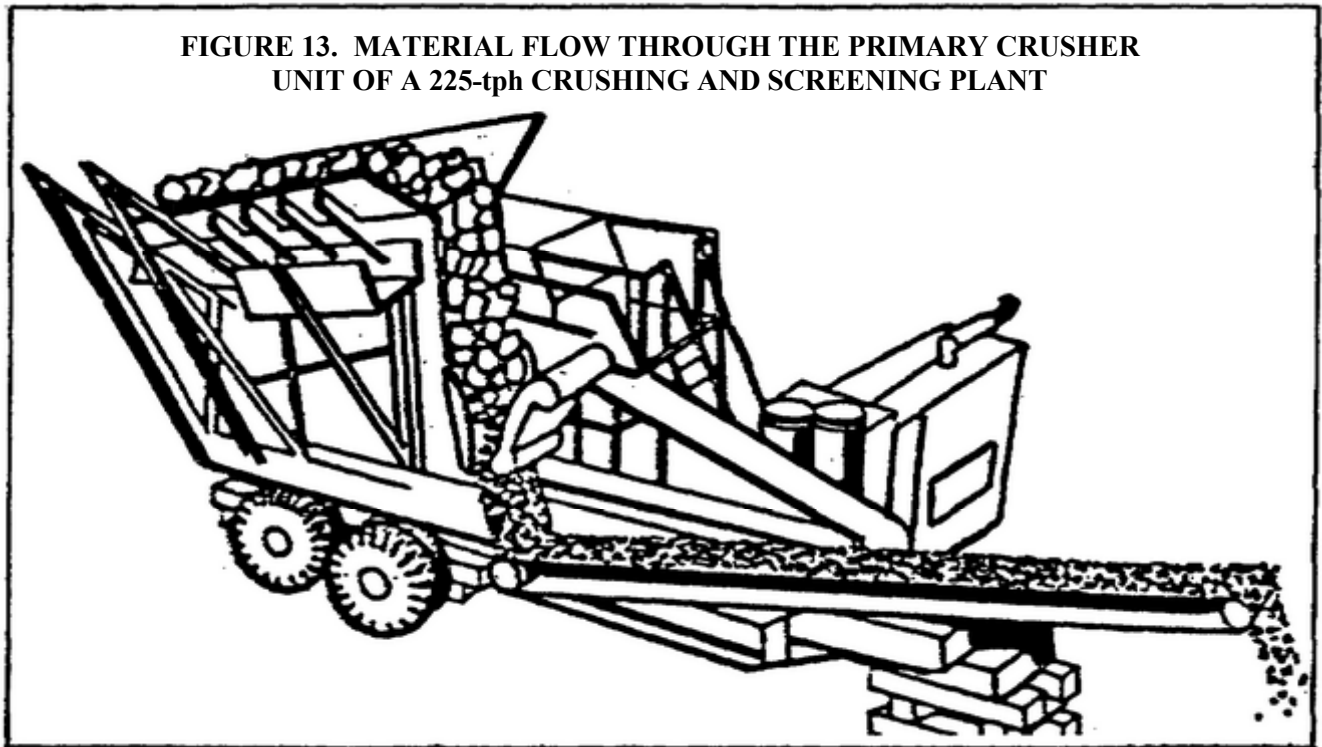 FIGURE 13. MATERIAL FLOW THROUGH THE PRIMARY CRUSHER
UNIT OF A 225-tph CRUSHING AND SCREENING PLANT